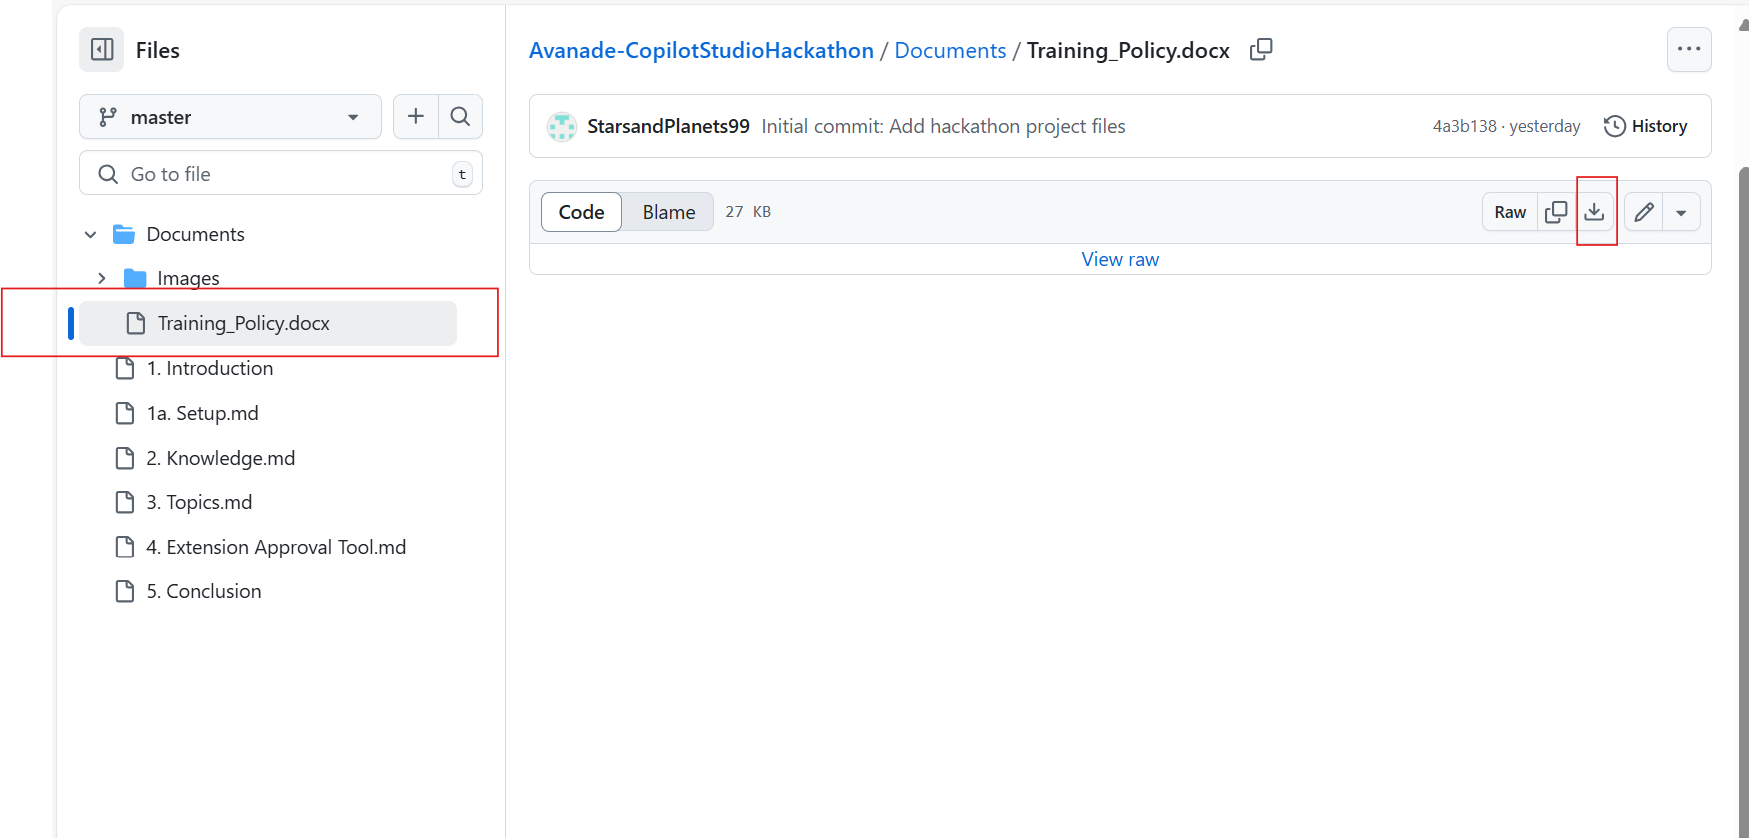 Files
master
Go to file
t
Documents
Images
Training_Policy.docx
1. Introduction
1a. Setup.md
2. Knowledge.md
3. Topics.md
4. Extension Approval Tool.md
5. Conclusion
Avanade-CopilotStudioHackathon / Documents / Training_Policy.docx
StarsandPlanets99 Initial commit: Add hackathon project files 4a3b138 · yesterday History
Code Blame 27 KB Raw
View raw